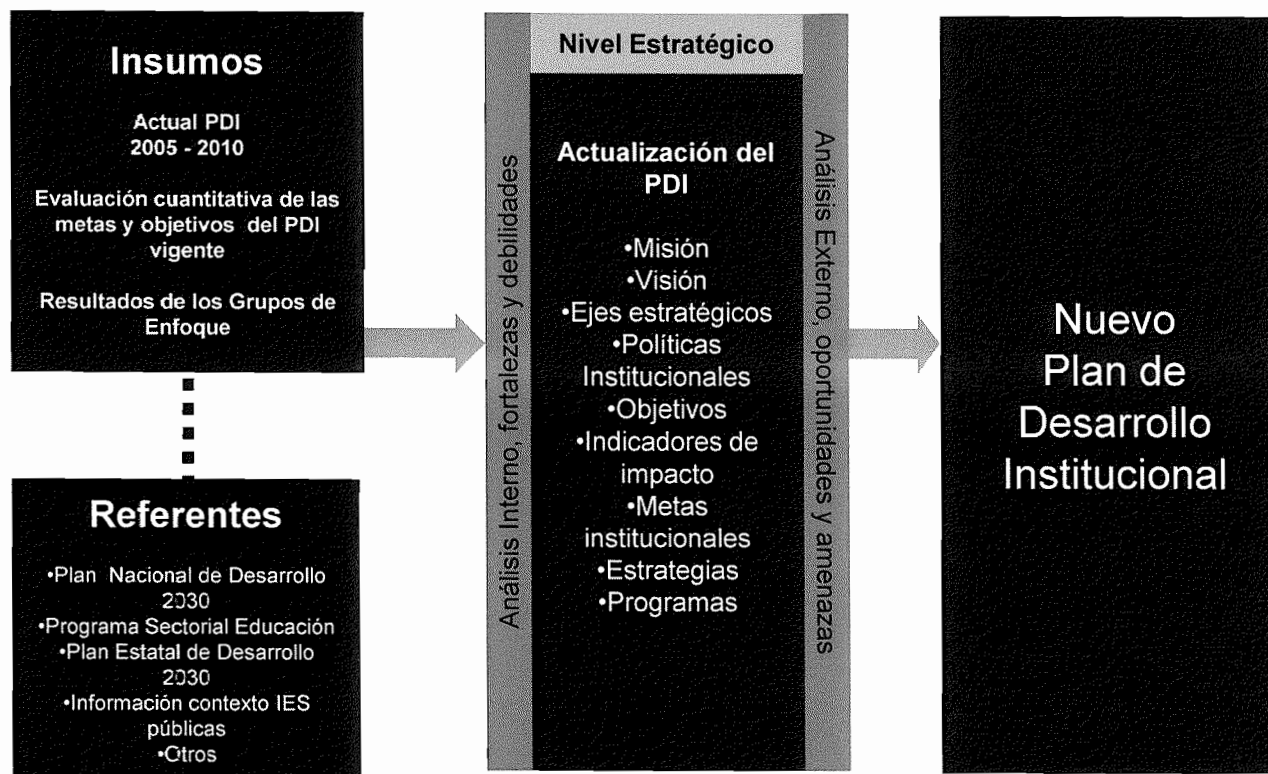 Insumos
Actual PDI
2005 - 2010
Evaluación cuantitativa de las
metas y objetivos del PDI
vigente
Resultados de los Grupos de
Enfoque
Referentes
•Plan Nacional de Desarrollo
2030
•Programa Sectorial Educación
•Plan Estatal de Desarrollo
2030
•Información contexto IES
públicas
•Otros
Análisis Interno, fortalezas y debilidades
Nivel Estratégico
Actualización del
PDI
•Misión
•Visión
•Ejes estratégicos
•Políticas
Institucionales
•Objetivos
•Indicadores de
impacto
•Metas
institucionales
•Estrategias
•Programas
Análisis Externo, oportunidades y amenazas
Nuevo
Plan de
Desarrollo
Institucional